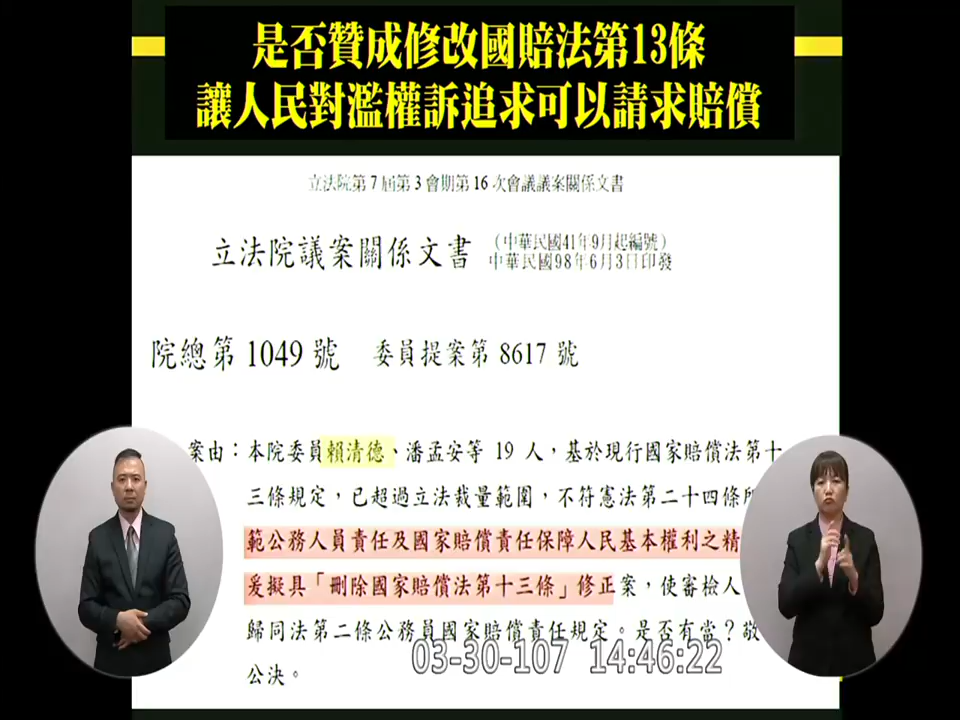 是否贊成修改國賠法第13條
讓人民對濫權訴追求可以請求賠償
立法院第7屆第3會期第16次會議議案關係文書
立法院議案關係文書
（中華民國41年9月起編號）
中華民國98年6月3日印發
院總第1049號 委員提案第8617號
案由：本院委員賴清德、潘孟安等19人，基於現行國家賠償法第十
三條規定，已超過立法裁量範圍，不符憲法第二十四條所
範公務人員責任及國家賠償責任保障人民基本權利之精
爰擬具「刪除國家賠償法第十三條」修正案，使審檢人
歸同法第二條公務員國家賠償責任規定。是否有當？敬
公決。
03-30-107 14:46:22